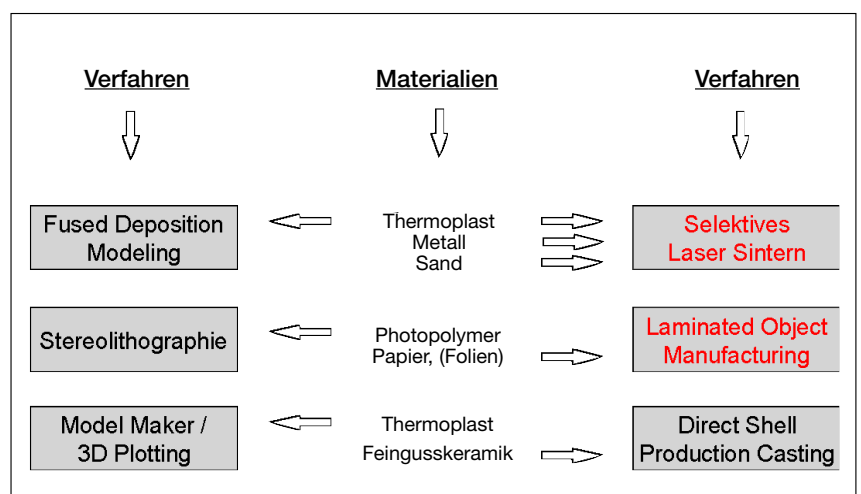 Verfahren
Materialien
Verfahren
Fused Deposition
Modeling
Thermoplast
Metall
Sand
Selektives
Laser Sintern
Stereolithographie
Photopolymer
Papier, (Folien)
Laminated Object
Manufacturing
Model Maker /
3D Plotting
Thermoplast
Feingusskeramik
Direct Shell
Production Casting